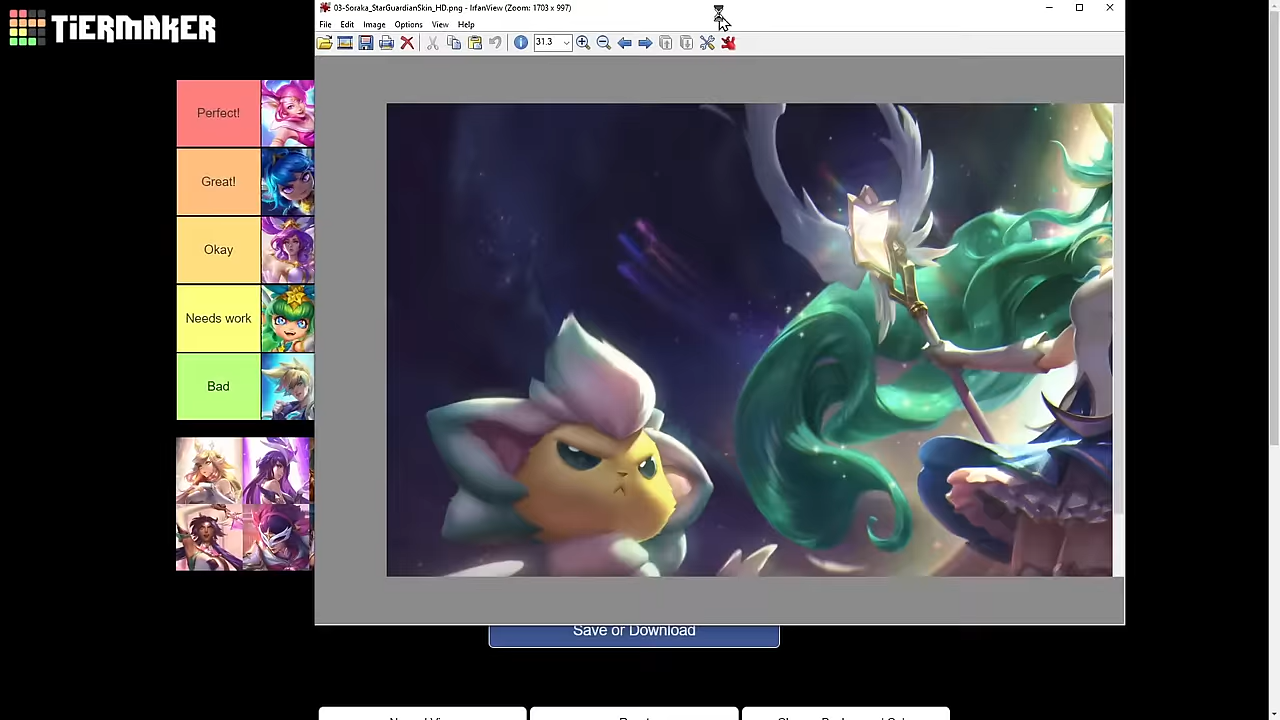 TiERMAKER
03-Soraka_StarGuardianSkin_HD.png - IrfanView (Zoom: 1703 x 997)
File Edit Image Options View Help
31.3
Perfect!
Great!
Okay
Needs work
Bad
Save or Download